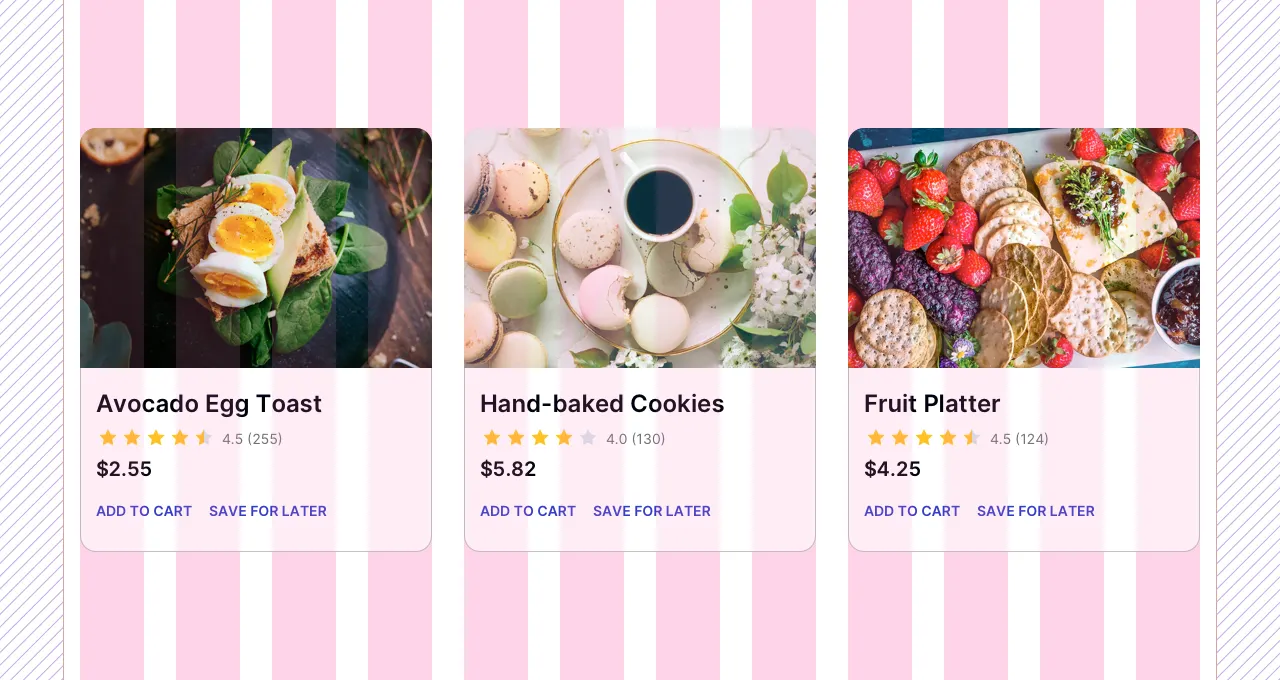 Avocado Egg Toast
4.5 (255)
$2.55
ADD TO CART SAVE FOR LATER
Hand-baked Cookies
4.0 (130)
$5.82
ADD TO CART SAVE FOR LATER
Fruit Platter
4.5 (124)
$4.25
ADD TO CART SAVE FOR LATER